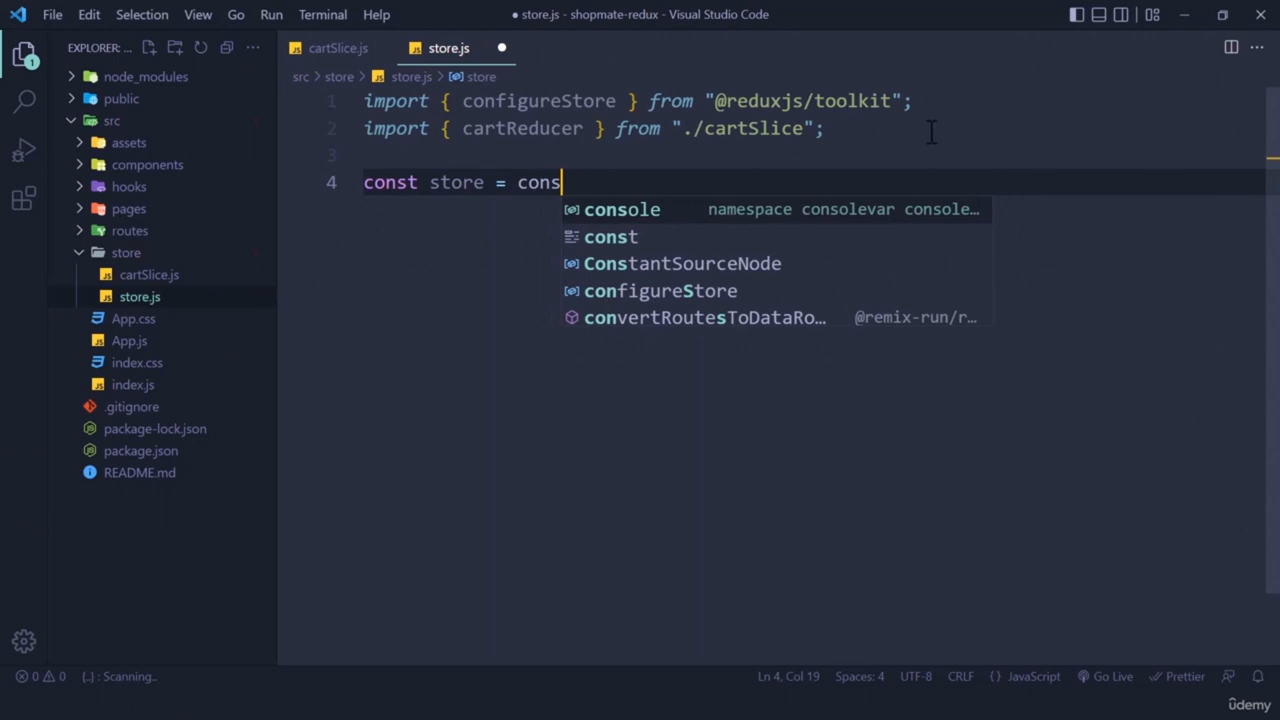 File Edit Selection View Go Run Terminal Help
● store.js - shopmate-redux - Visual Studio Code
EXPLORER: ...
cartSlice.js store.js
src > store > store.js > store
1
node_modules
public
src
assets
components
hooks
pages
routes
store
cartSlice.js
store.js
App.css
App.js
index.css
index.js
.gitignore
package-lock.json
package.json
README.md
1 import { configureStore } from "@reduxjs/toolkit";
2 import { cartReducer } from "./cartSlice";
3
4 const store = cons
console namespace consolevar console…
const
ConstantSourceNode
configureStore
convertRoutesToDataRo… @remix-run/r…
0 0 {..} : Scanning.. Ln 4, Col 19 Spaces: 4 UTF-8 CRLF {} JavaScript Go Live Prettier
ûdemy